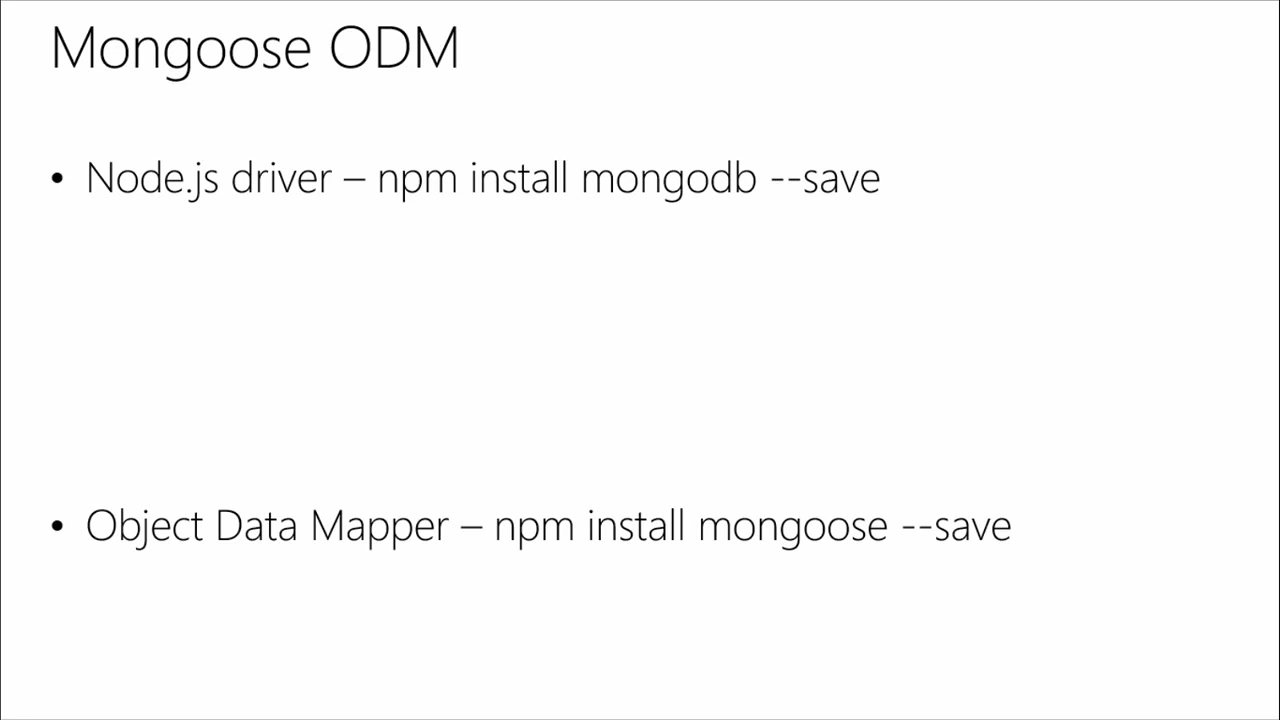 Mongoose ODM
• Node.js driver – npm install mongodb --save
• Object Data Mapper – npm install mongoose --save